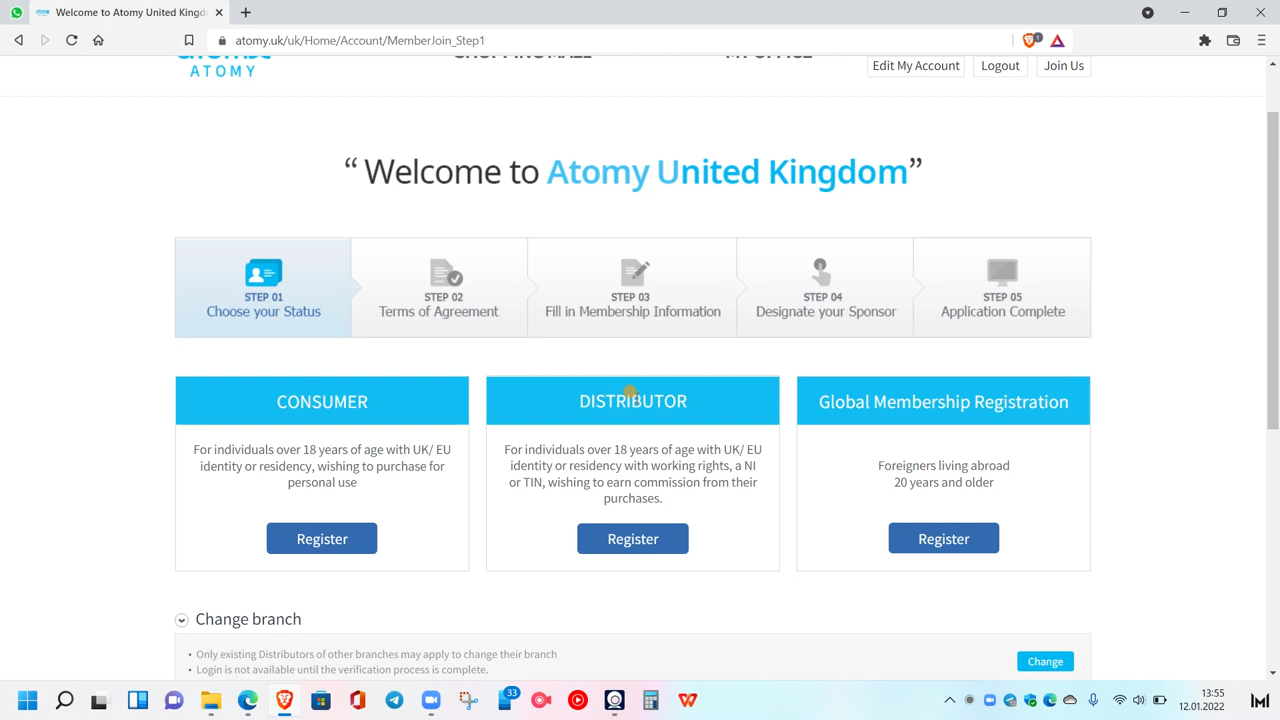 Welcome to Atomy United Kingdom
atomy.uk/uk/Home/Account/MemberJoin_Step1
1
ATOMY
Edit My Account
Logout
Join Us
“ Welcome to Atomy United Kingdom”
STEP 01
Choose your Status
STEP 02
Terms of Agreement
STEP 03
Fill in Membership Information
STEP 04
Designate your Sponsor
STEP 05
Application Complete
CONSUMER
For individuals over 18 years of age with UK/ EU
identity or residency, wishing to purchase for
personal use
Register
DISTRIBUTOR
For individuals over 18 years of age with UK/ EU
identity or residency with working rights, a NI
or TIN, wishing to earn commission from their
purchases.
Register
Global Membership Registration
Foreigners living abroad
20 years and older
Register
Change branch
• Only existing Distributors of other branches may apply to change their branch
• Login is not available until the verification process is complete.
Change
33
13:55
12.01.2022